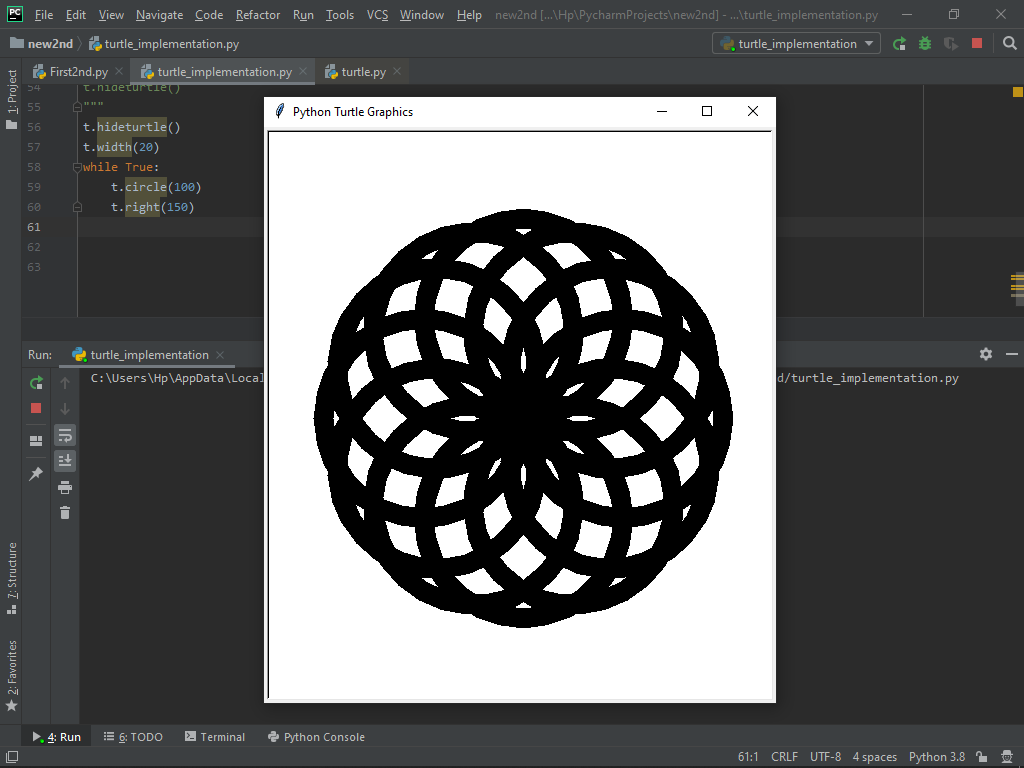 PC File Edit View Navigate Code Refactor Run Tools VCS Window Help new2nd [...\Hp\PycharmProjects\new2nd] - ...\turtle_implementation.py
new2nd turtle_implementation.py turtle_implementation
First2nd.py turtle_implementation.py turtle.py
1: Project
54 t.hideturtle()
55 """
56 t.hideturtle()
57 t.width(20)
58 while True:
59 t.circle(100)
60 t.right(150)
61
62
63
Python Turtle Graphics
Run: turtle_implementation
C:\Users\Hp\AppData\Local d/turtle_implementation.py
7: Structure
2: Favorites
4: Run 6: TODO Terminal Python Console
61:1 CRLF UTF-8 4 spaces Python 3.8